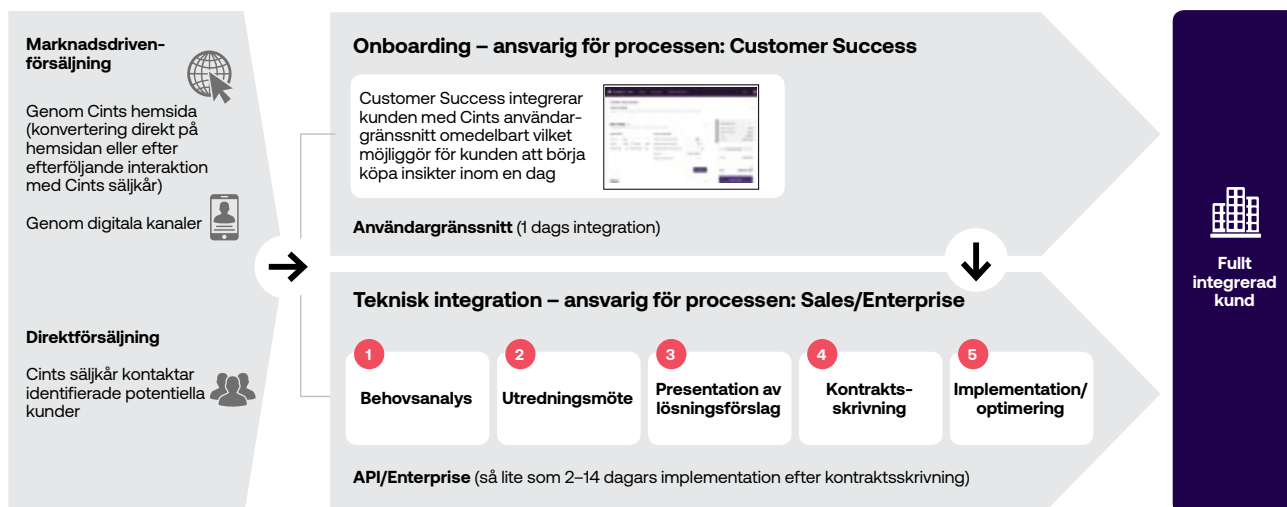 Marknadsdriven-
försäljning
Genom Cints hemsida
(konvertering direkt på
hemsidan eller efter
efterföljande interaktion
med Cints säljkår)
Genom digitala kanaler
Direktförsäljning
Cints säljkår kontaktar
identifierade potentiella
kunder
Onboarding – ansvarig för processen: Customer Success
Customer Success integrerar
kunden med Cints användar-
gränssnitt omedelbart vilket
möjliggör för kunden att börja
köpa insikter inom en dag
Användargränssnitt (1 dags integration)
Teknisk integration – ansvarig för processen: Sales/Enterprise
1
Behovsanalys
2
Utredningsmöte
3
Presentation av
lösningsförslag
4
Kontrakts-
skrivning
5
Implementation/
optimering
API/Enterprise (så lite som 2–14 dagars implementation efter kontraktsskrivning)
Fullt
integrerad
kund